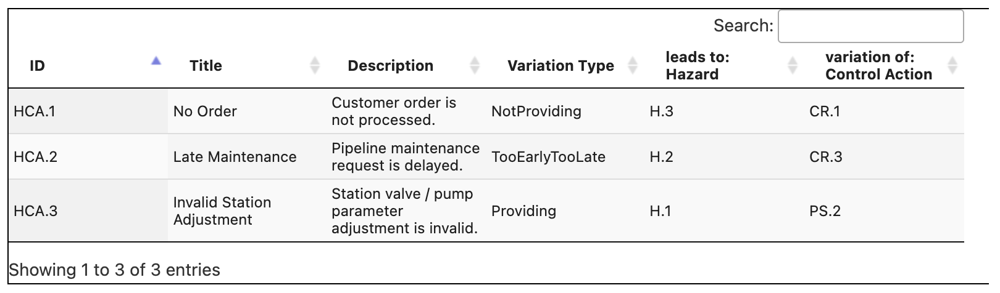 Search:
ID Title Description Variation Type leads to: Hazard variation of: Control Action
HCA.1 No Order Customer order is not processed. NotProviding H.3 CR.1
HCA.2 Late Maintenance Pipeline maintenance request is delayed. TooEarlyTooLate H.2 CR.3
HCA.3 Invalid Station Adjustment Station valve / pump parameter adjustment is invalid. Providing H.1 PS.2
Showing 1 to 3 of 3 entries